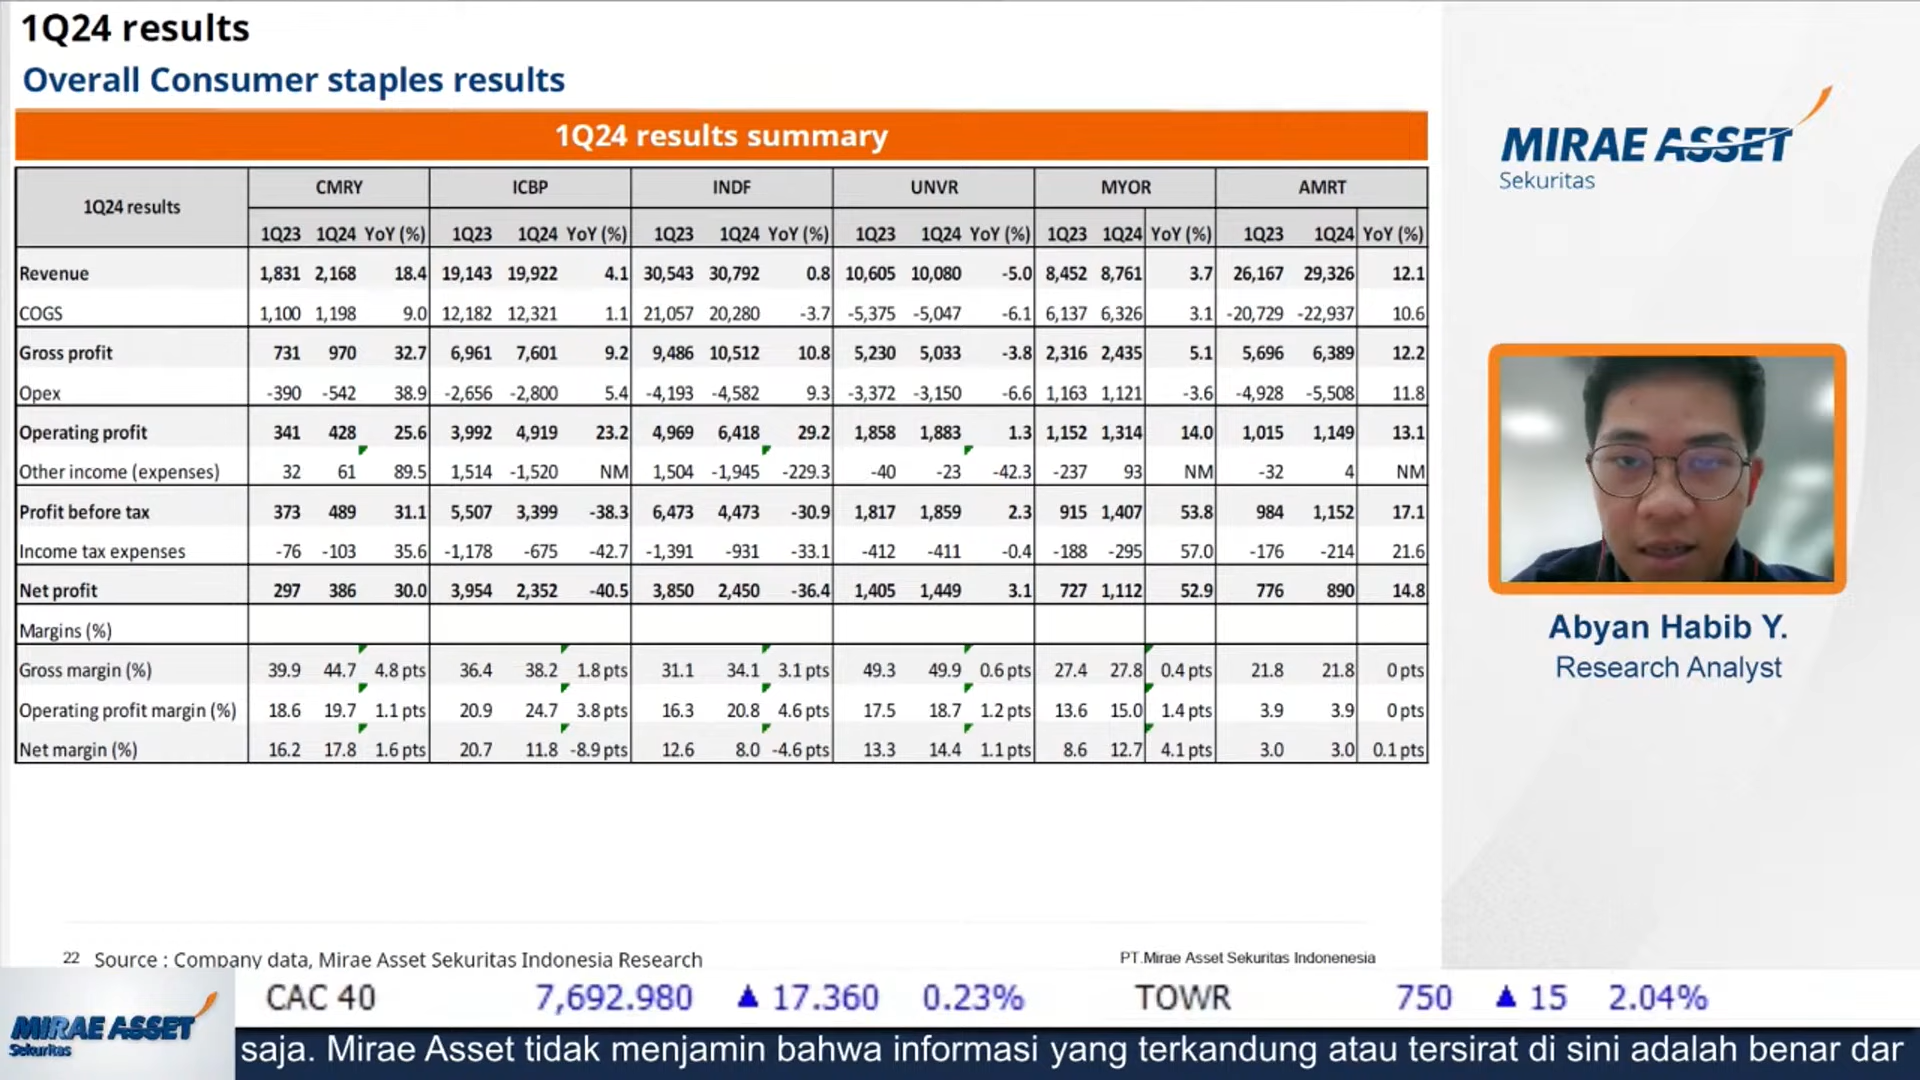 1Q24 results
Overall Consumer staples results
1Q24 results summary
1Q24 results CMRY ICBP INDF UNVR MYOR AMRT
1Q23 1Q24 YoY (%) 1Q23 1Q24 YoY (%) 1Q23 1Q24 YoY (%) 1Q23 1Q24 YoY (%) 1Q23 1Q24 YoY (%) 1Q23 1Q24 YoY (%)
Revenue 1,831 2,168 18.4 19,143 19,922 4.1 30,543 30,792 0.8 10,605 10,080 -5.0 8,452 8,761 3.7 26,167 29,326 12.1
COGS 1,100 1,198 9.0 12,182 12,321 1.1 21,057 20,280 -3.7 -5,375 -5,047 -6.1 6,137 6,326 3.1 -20,729 -22,937 10.6
Gross profit 731 970 32.7 6,961 7,601 9.2 9,486 10,512 10.8 5,230 5,033 -3.8 2,316 2,435 5.1 5,696 6,389 12.2
Opex -390 -542 38.9 -2,656 -2,800 5.4 -4,193 -4,582 9.3 -3,372 -3,150 -6.6 1,163 1,121 -3.6 -4,928 -5,508 11.8
Operating profit 341 428 25.6 3,992 4,919 23.2 4,969 6,418 29.2 1,858 1,883 1.3 1,152 1,314 14.0 1,015 1,149 13.1
Other income (expenses) 32 61 89.5 1,514 -1,520 NM 1,504 -1,945 -229.3 -40 -23 -42.3 -237 93 NM -32 4 NM
Profit before tax 373 489 31.1 5,507 3,399 -38.3 6,473 4,473 -30.9 1,817 1,859 2.3 915 1,407 53.8 984 1,152 17.1
Income tax expenses -76 -103 35.6 -1,178 -675 -42.7 -1,391 -931 -33.1 -412 -411 -0.4 -188 -295 57.0 -176 -214 21.6
Net profit 297 386 30.0 3,954 2,352 -40.5 3,850 2,450 -36.4 1,405 1,449 3.1 727 1,112 52.9 776 890 14.8
Margins (%)
Gross margin (%) 39.9 44.7 4.8 pts 36.4 38.2 1.8 pts 31.1 34.1 3.1 pts 49.3 49.9 0.6 pts 27.4 27.8 0.4 pts 21.8 21.8 0 pts
Operating profit margin (%) 18.6 19.7 1.1 pts 20.9 24.7 3.8 pts 16.3 20.8 4.6 pts 17.5 18.7 1.2 pts 13.6 15.0 1.4 pts 3.9 3.9 0 pts
Net margin (%) 16.2 17.8 1.6 pts 20.7 11.8 -8.9 pts 12.6 8.0 -4.6 pts 13.3 14.4 1.1 pts 8.6 12.7 4.1 pts 3.0 3.0 0.1 pts
22 Source : Company data, Mirae Asset Sekuritas Indonesia Research
PT.Mirae Asset Sekuritas Indonenesia
MIRAE ASSET
Sekuritas
Abyan Habib Y.
Research Analyst
CAC 40 7,692.980 ▲ 17.360 0.23% TOWR 750 ▲ 15 2.04%
MIRAE ASSET
Sekuritas
saja. Mirae Asset tidak menjamin bahwa informasi yang terkandung atau tersirat di sini adalah benar dar